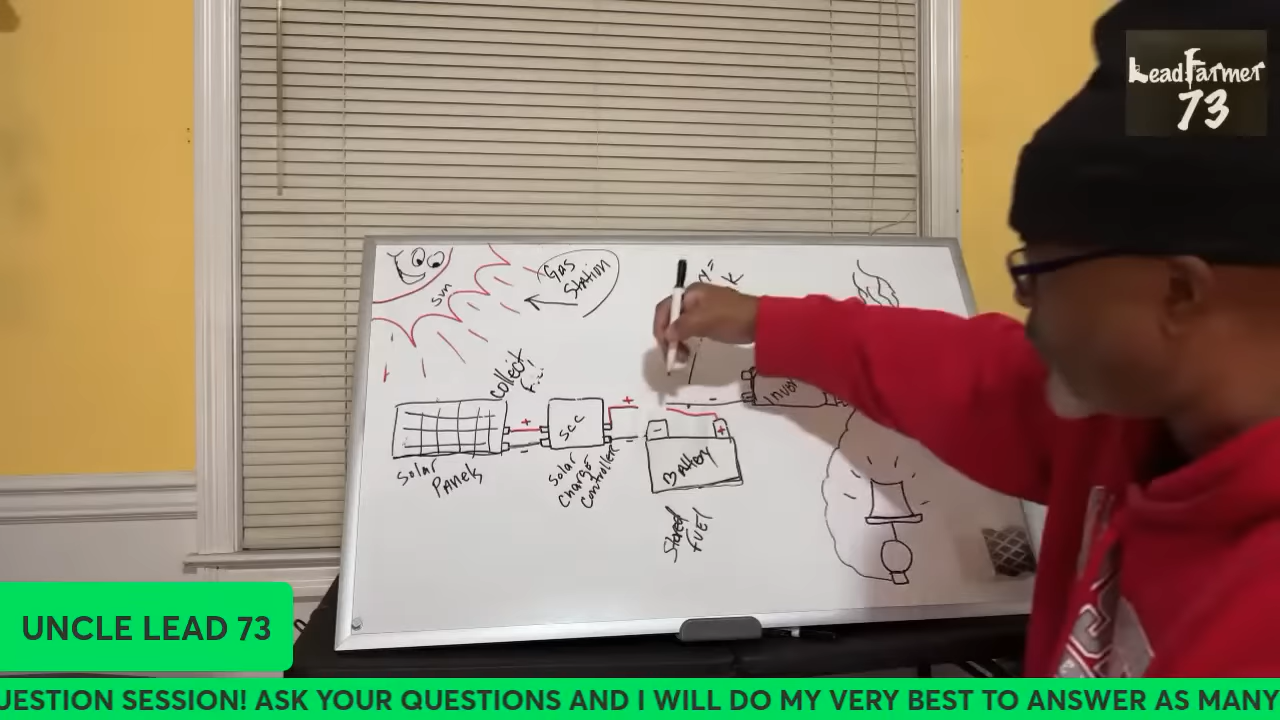 LeadFarmer
73
Gas
Station
Sun
Collect
+
-
+
-
SCC
Solar
Panels
Solar
Charge
Controller
-
+
Battery
Stored
FUEL
UNCLE LEAD 73
UESTION SESSION! ASK YOUR QUESTIONS AND I WILL DO MY VERY BEST TO ANSWER AS MANY